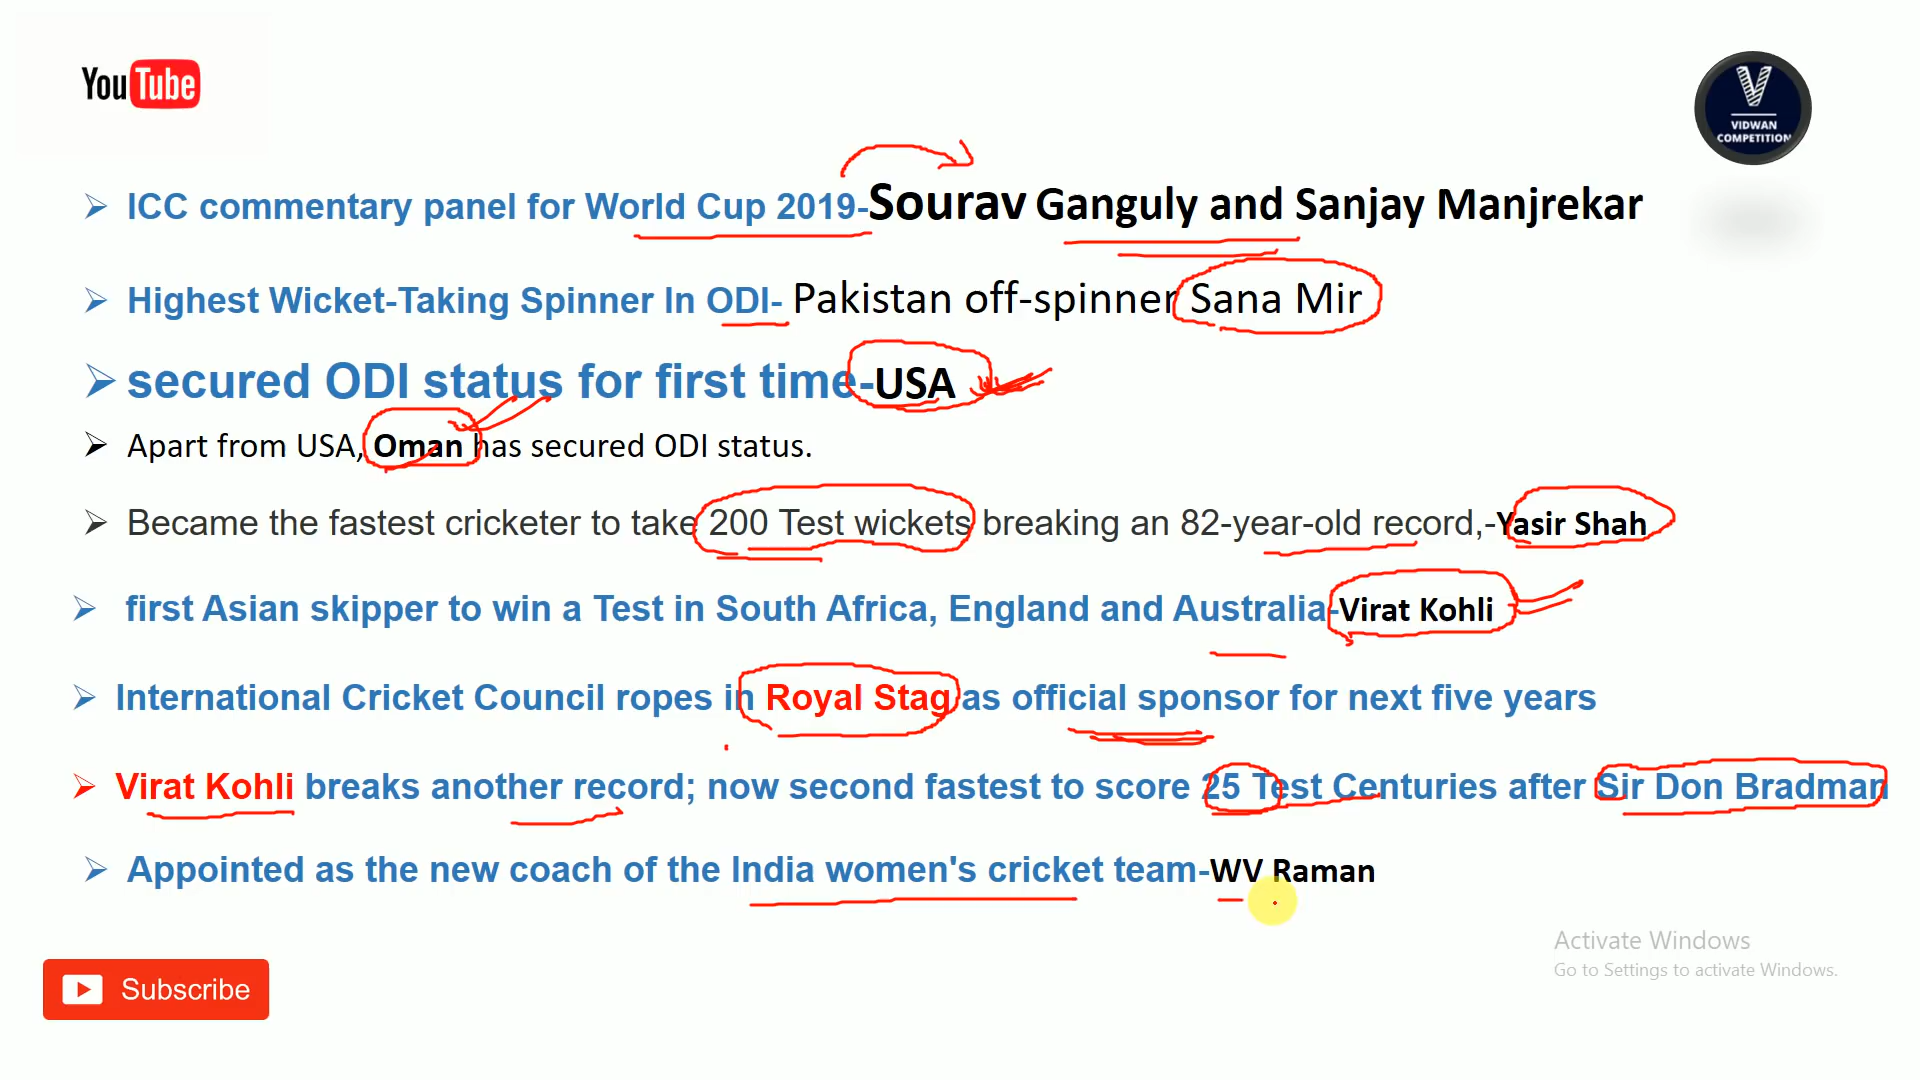 YouTube
VIDWAN
COMPETITION
ICC commentary panel for World Cup 2019-Sourav Ganguly and Sanjay Manjrekar
Highest Wicket-Taking Spinner In ODI- Pakistan off-spinner Sana Mir
secured ODI status for first time-USA
Apart from USA, Oman has secured ODI status.
Became the fastest cricketer to take 200 Test wickets breaking an 82-year-old record,-Yasir Shah
first Asian skipper to win a Test in South Africa, England and Australia-Virat Kohli
International Cricket Council ropes in Royal Stag as official sponsor for next five years
Virat Kohli breaks another record; now second fastest to score 25 Test Centuries after Sir Don Bradman
Appointed as the new coach of the India women's cricket team-WV Raman
Activate Windows
Go to Settings to activate Windows.
Subscribe